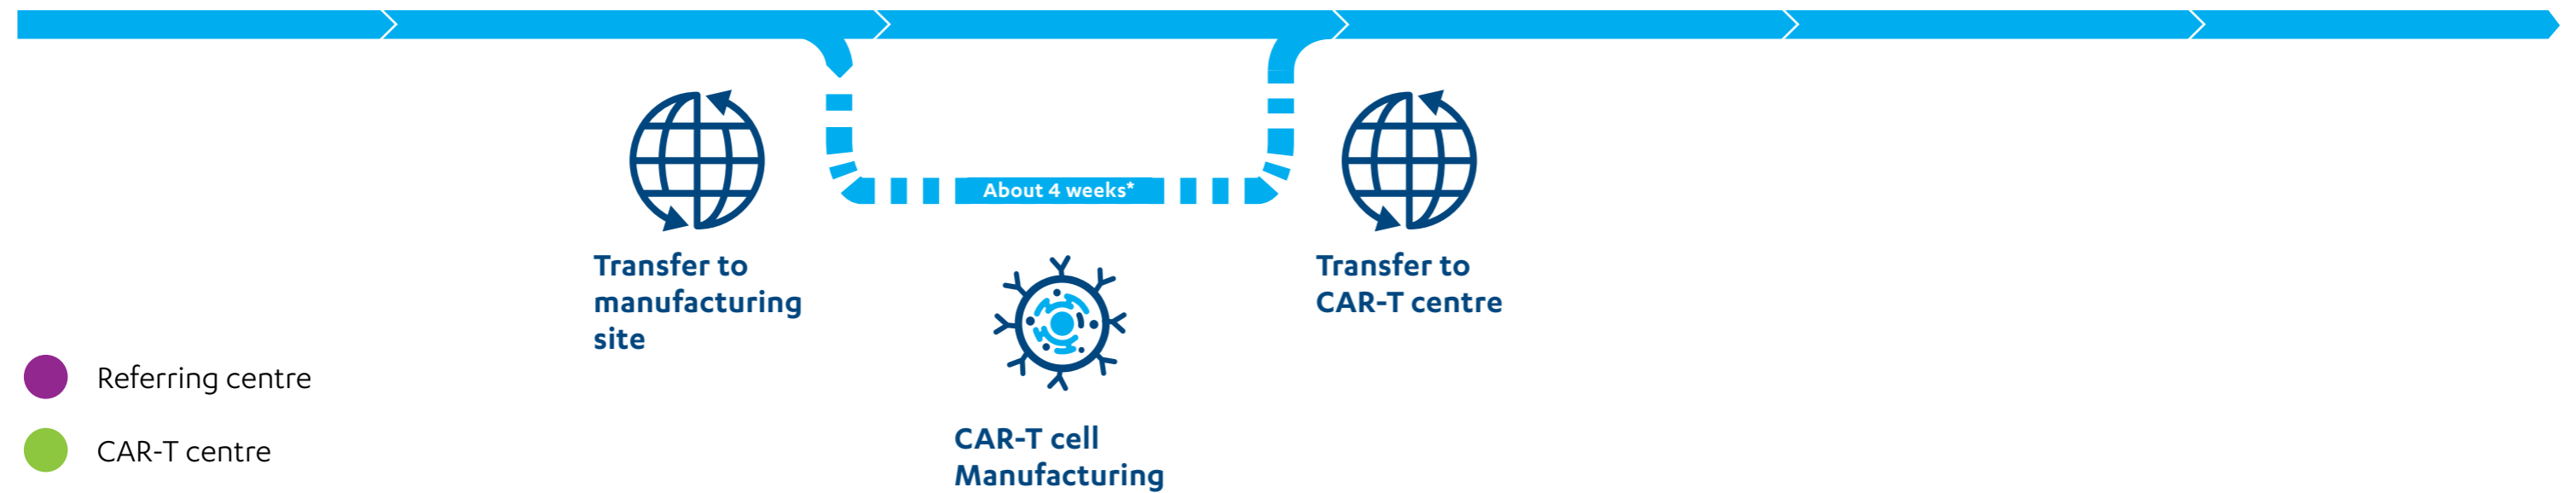 About 4 weeks*
Transfer to
manufacturing
site
Transfer to
CAR-T centre
CAR-T cell
Manufacturing
Referring centre
CAR-T centre